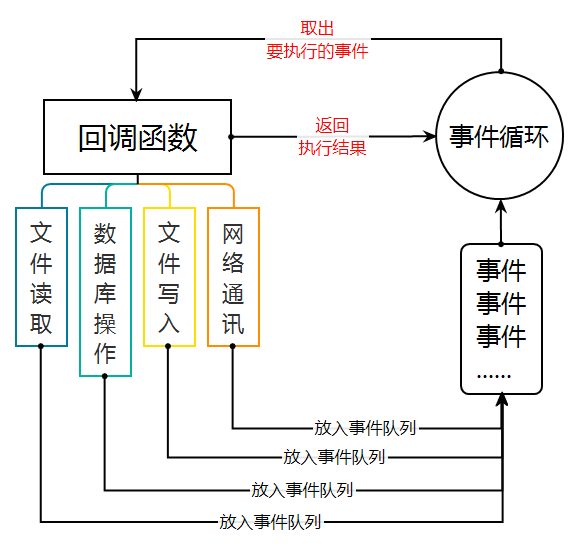 取出
要执行的事件
回调函数
返回
执行结果
事件循环
文件读取
数据库操作
文件写入
网络通讯
事件
事件
事件
......
放入事件队列
放入事件队列
放入事件队列
放入事件队列